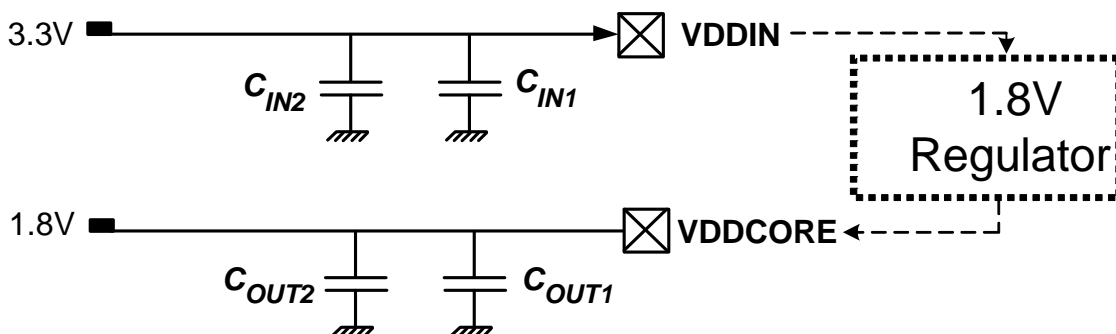 3.3V
VDDIN
C_IN2
C_IN1
1.8V
Regulator
1.8V
VDDCORE
C_OUT2
C_OUT1